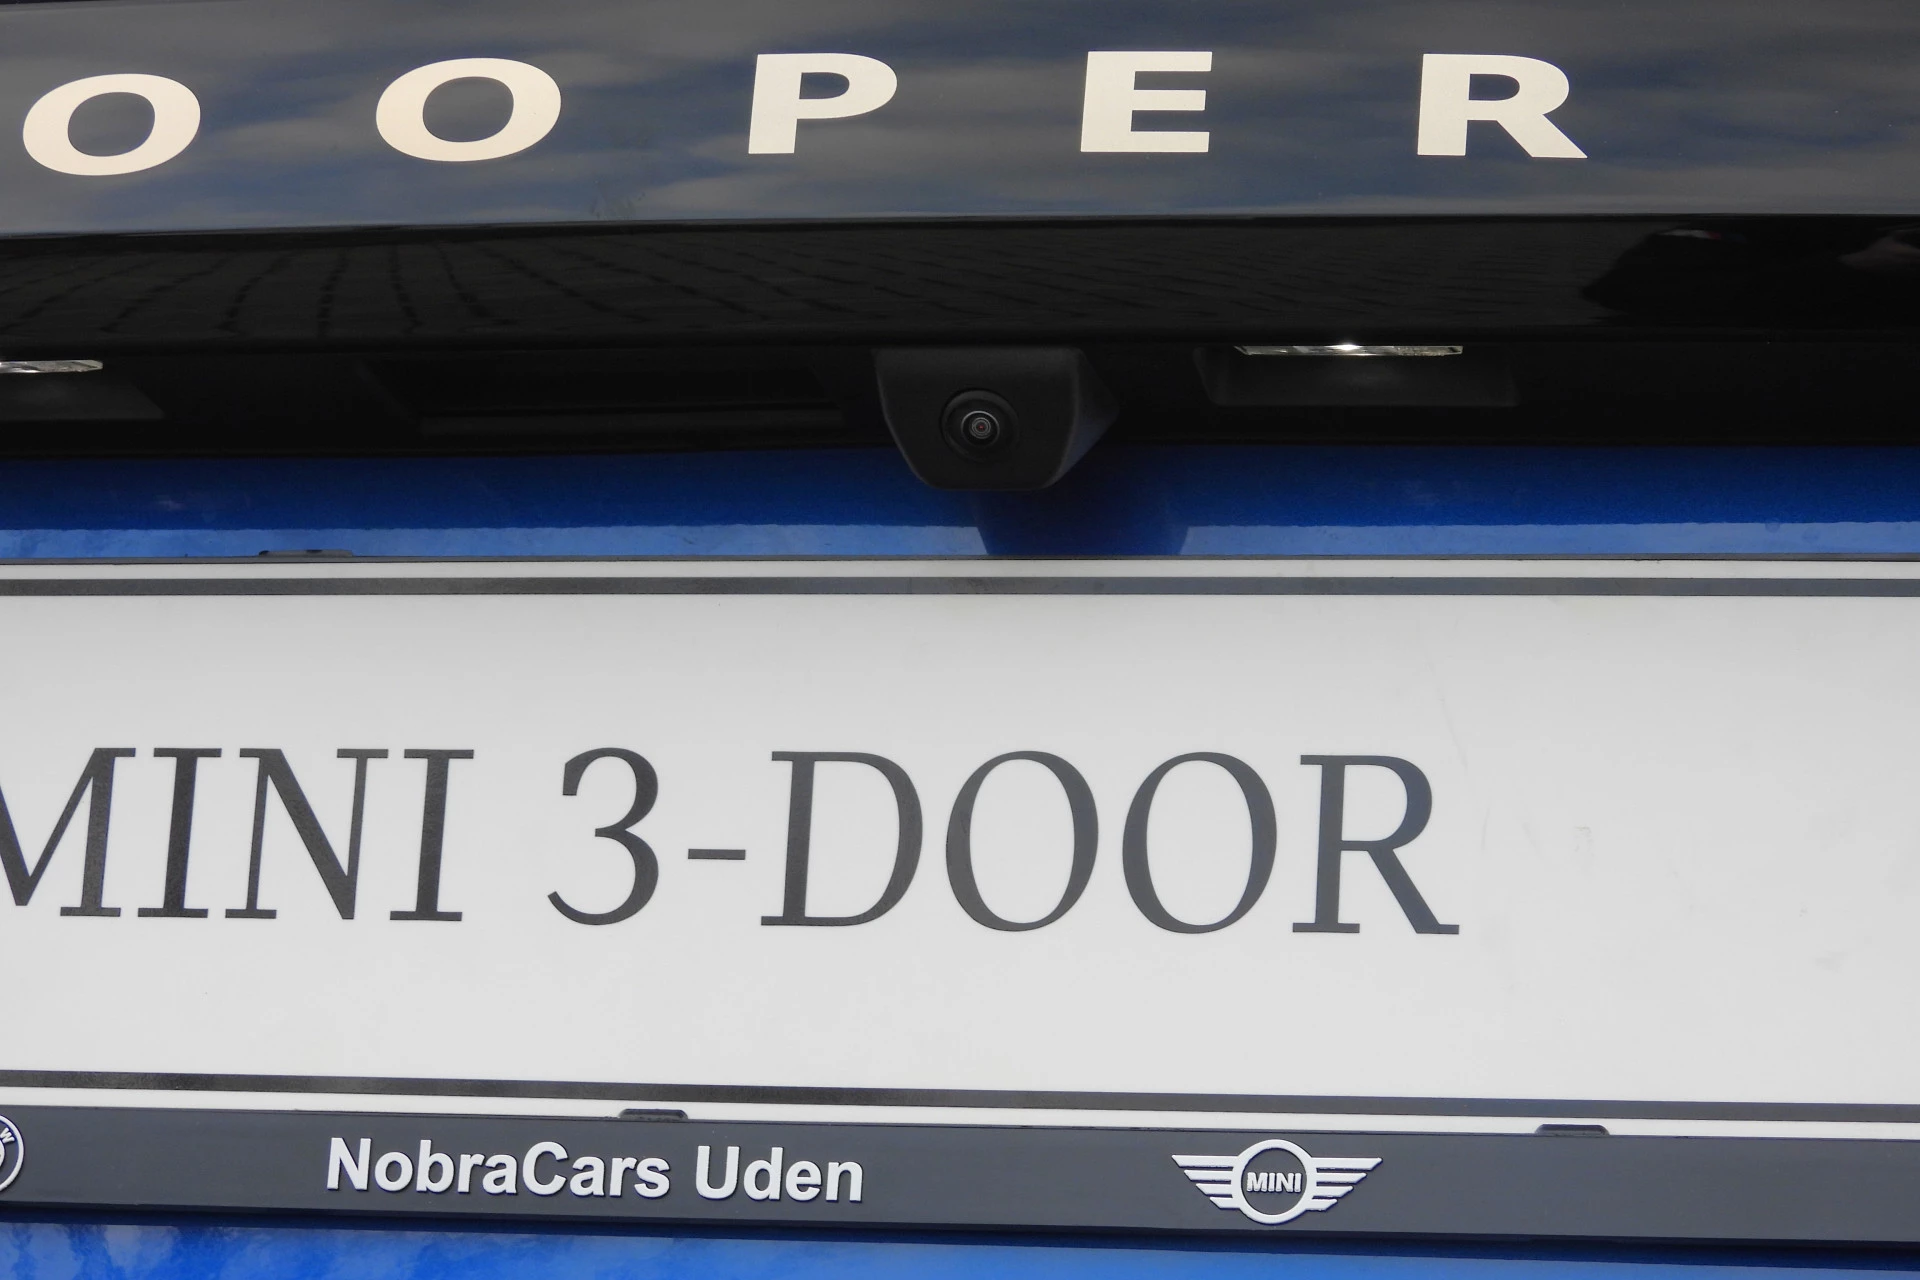 OOPER
MINI 3-DOOR
NobraCars Uden MINI